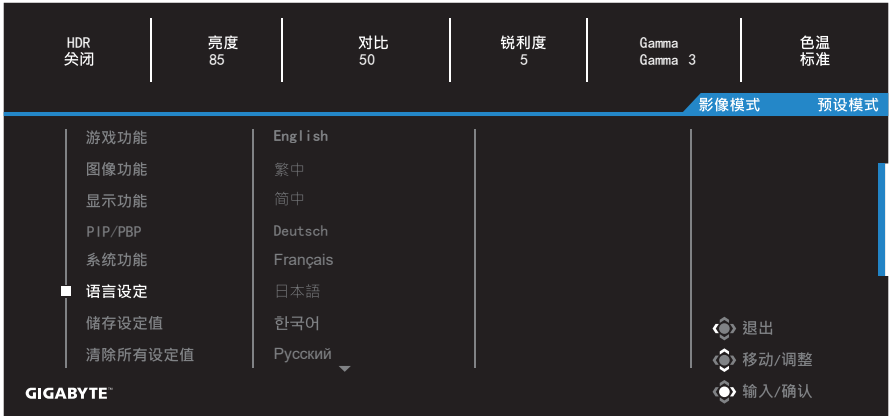 HDR 亮度 对比 锐利度 Gamma 色温
关闭 85 50 5 Gamma 3 标准
影像模式 预设模式
游戏功能 English
图像功能 繁中
显示功能 简中
PIP/PBP Deutsch
系统功能 Français
语言设定 日本語
储存设定值 한국어
清除所有设定值 Русский
退出
移动/调整
输入/确认
GIGABYTE™